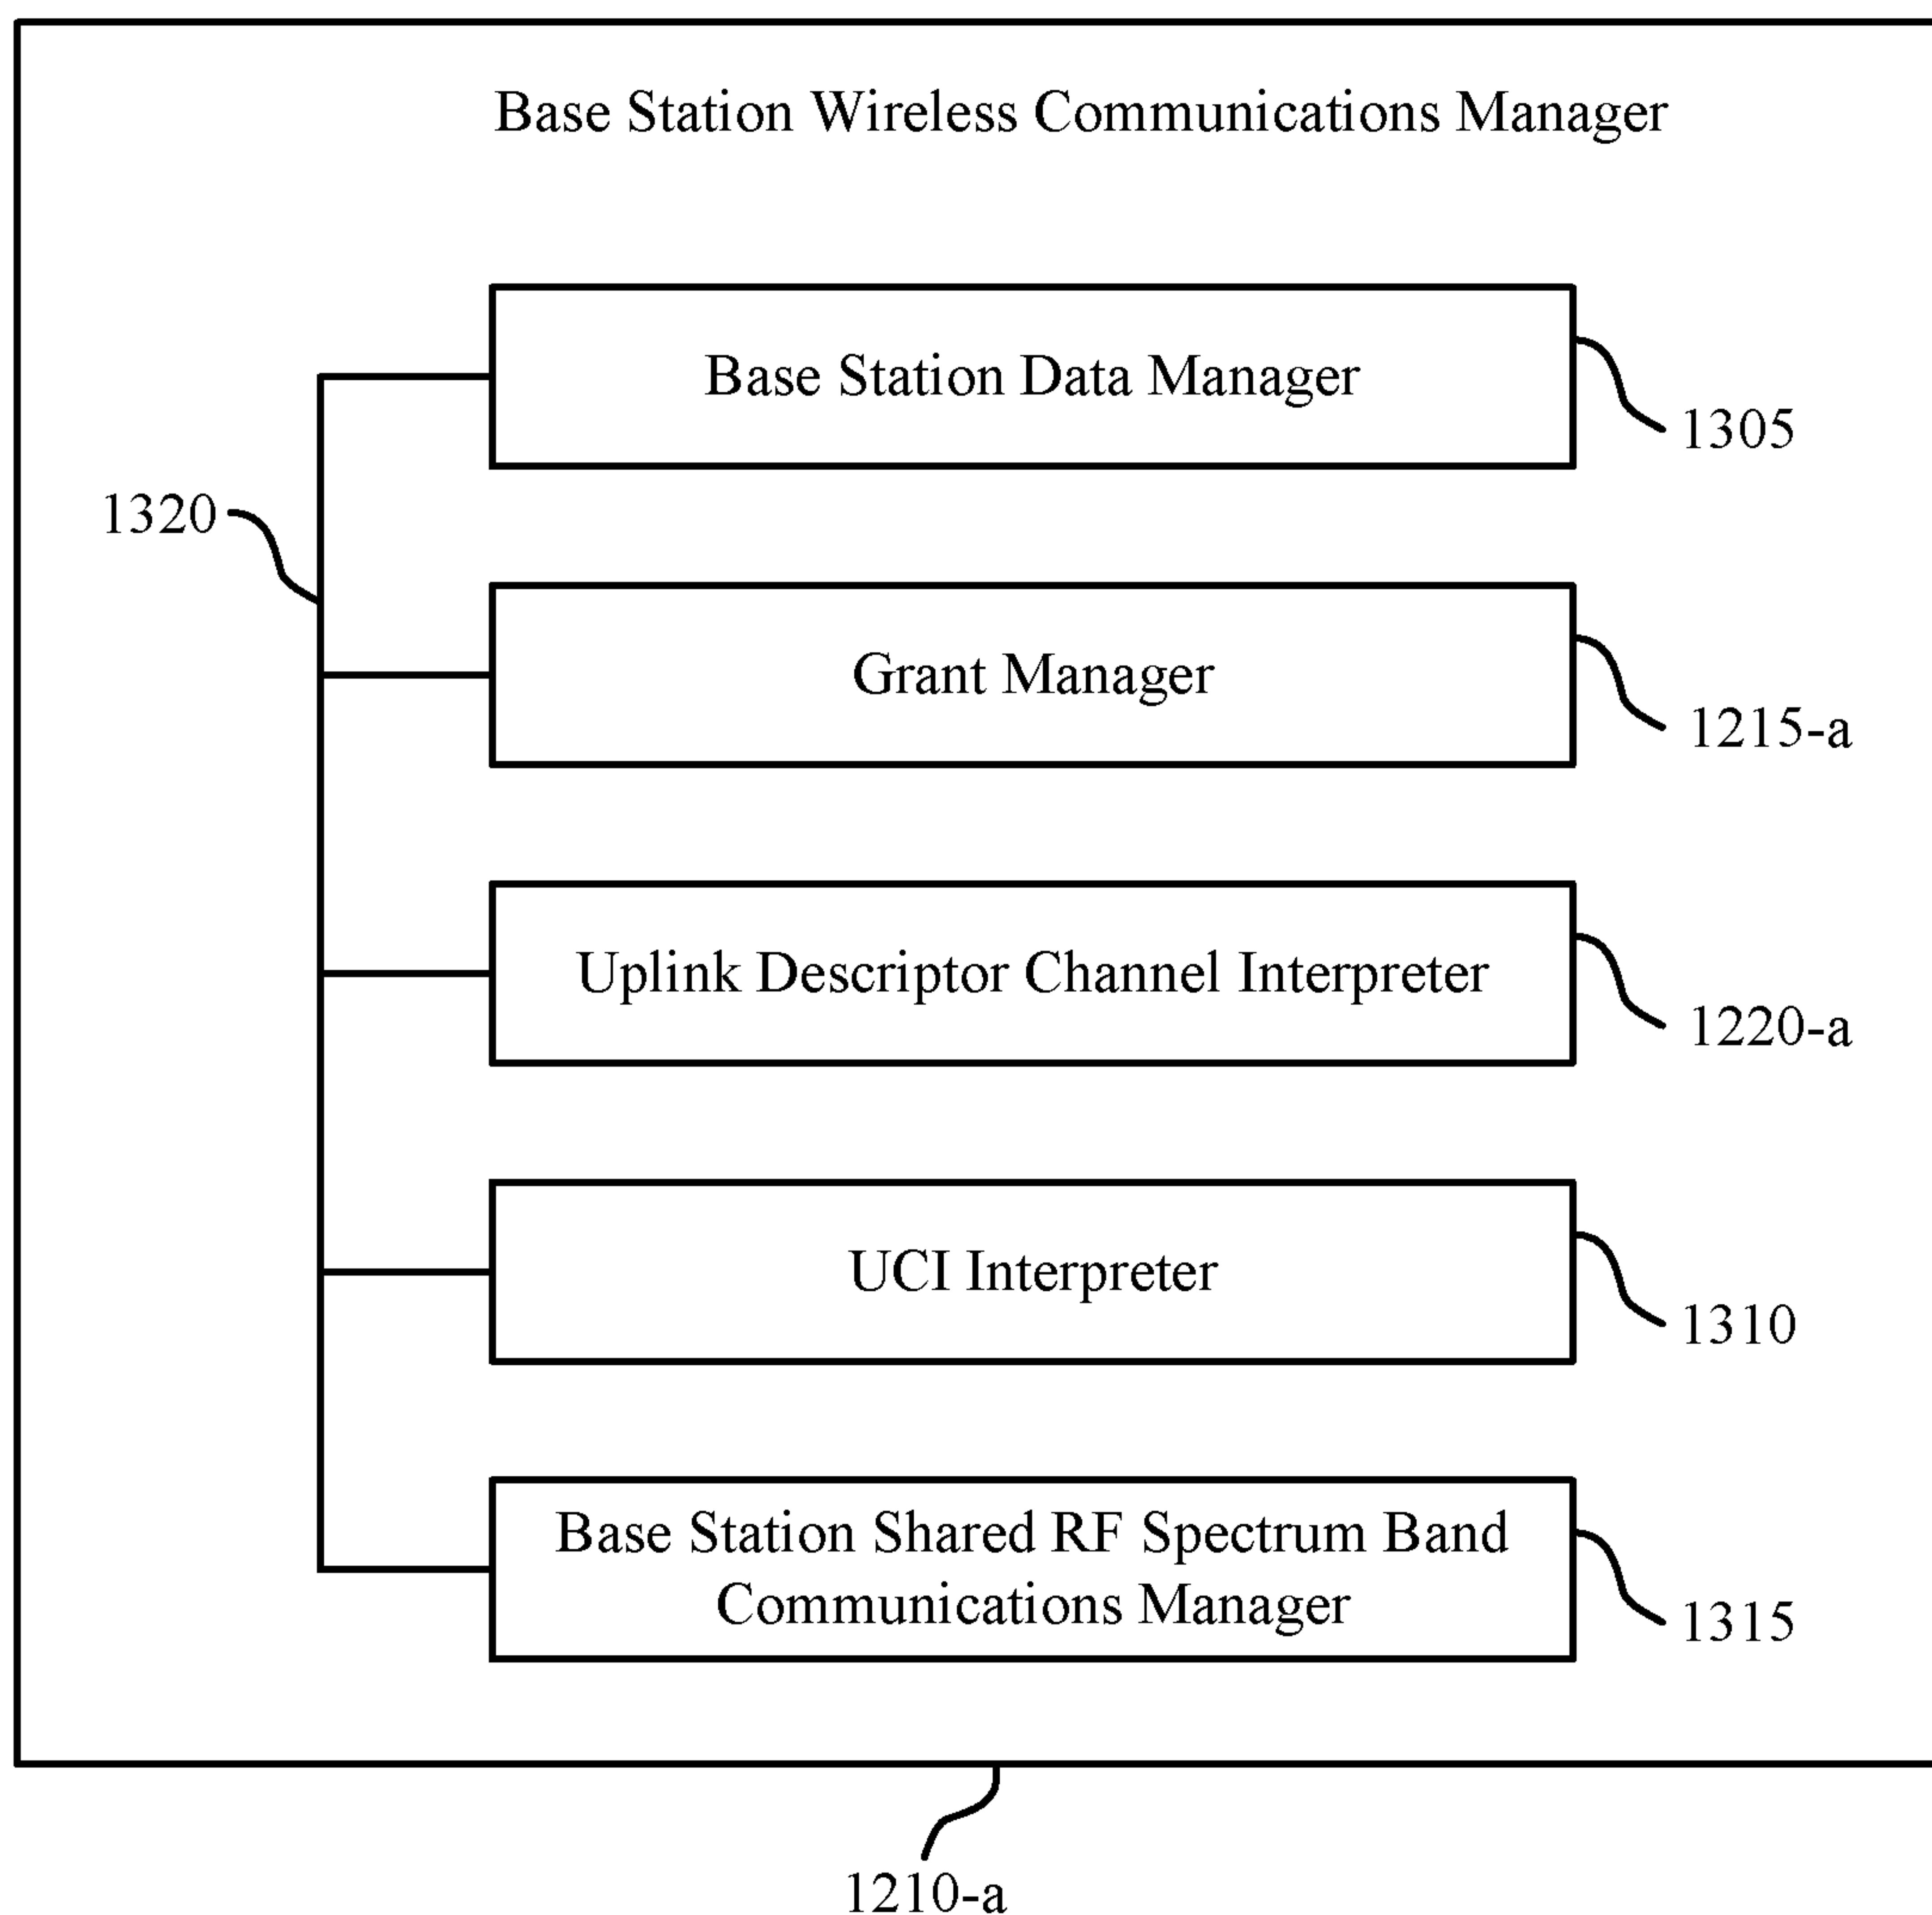 Base Station Wireless Communications Manager
Base Station Data Manager
1305
1320
Grant Manager
1215-a
Uplink Descriptor Channel Interpreter
1220-a
UCI Interpreter
1310
Base Station Shared RF Spectrum Band
Communications Manager
1315
1210-a